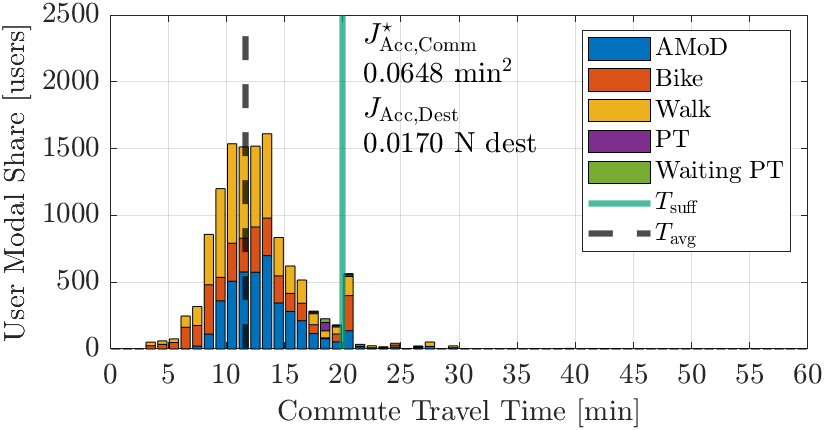 2500
2000
1500
1000
500
0
User Modal Share [users]
J⋆Acc,Comm
0.0648 min²
JAcc,Dest
0.0170 N dest
AMoD
Bike
Walk
PT
Waiting PT
Tsuff
Tavg
0 5 10 15 20 25 30 35 40 45 50 55 60
Commute Travel Time [min]